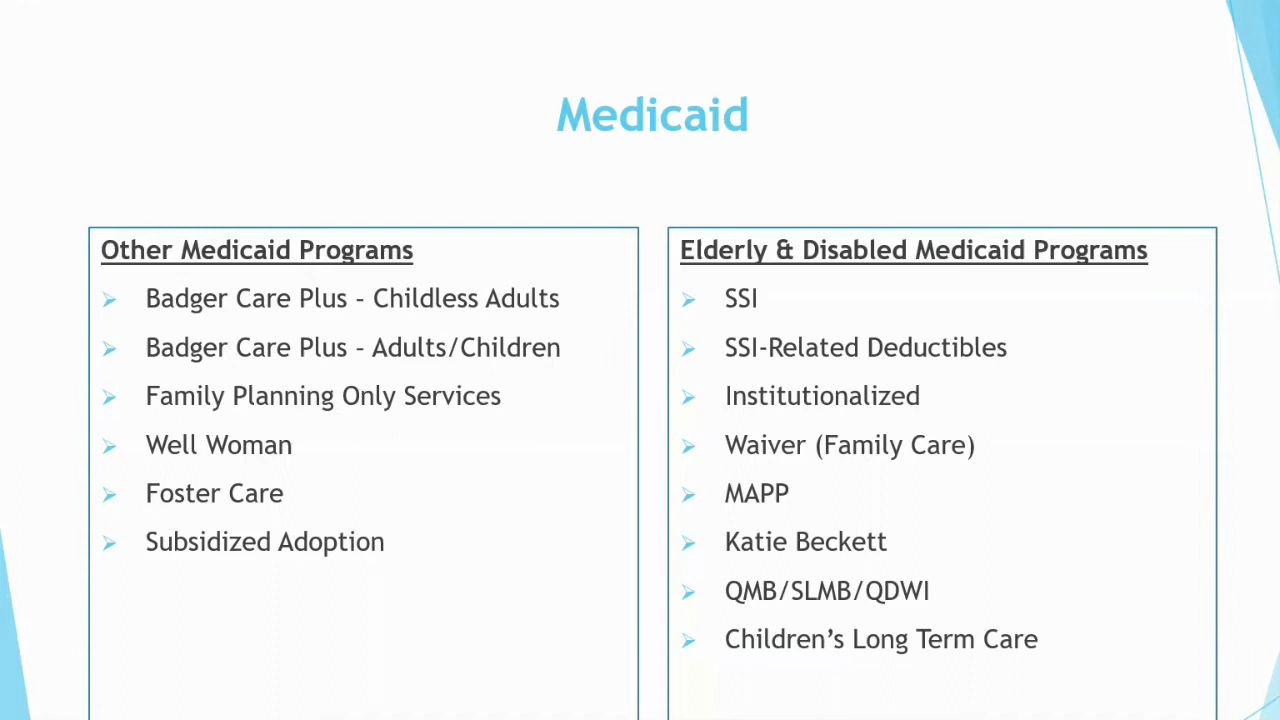 Medicaid
Other Medicaid Programs
Badger Care Plus – Childless Adults
Badger Care Plus – Adults/Children
Family Planning Only Services
Well Woman
Foster Care
Subsidized Adoption
Elderly & Disabled Medicaid Programs
SSI
SSI-Related Deductibles
Institutionalized
Waiver (Family Care)
MAPP
Katie Beckett
QMB/SLMB/QDWI
Children’s Long Term Care